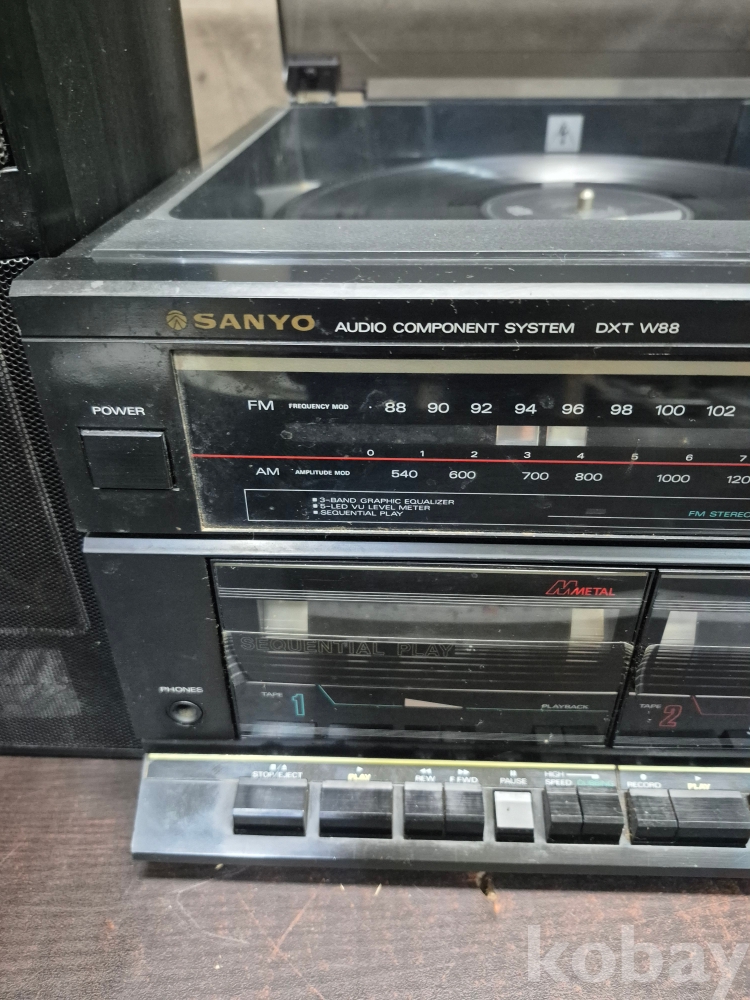 SANYO AUDIO COMPONENT SYSTEM DXT W88
POWER
FM FREQUENCY MOD 88 90 92 94 96 98 100 102
0 1 2 3 4 5 6 7
AM AMPLITUDE MOD 540 600 700 800 1000
3-BAND GRAPHIC EQUALIZER
5-LED VU LEVEL METER
SEQUENTIAL PLAY
FM STEREO
METAL
SEQUENTIAL PLAY
PHONES
TAPE 1 PLAYBACK
TAPE 2
STOP/EJECT PLAY REW F FWD PAUSE HIGH SPEED RECORD PLAY
kobay